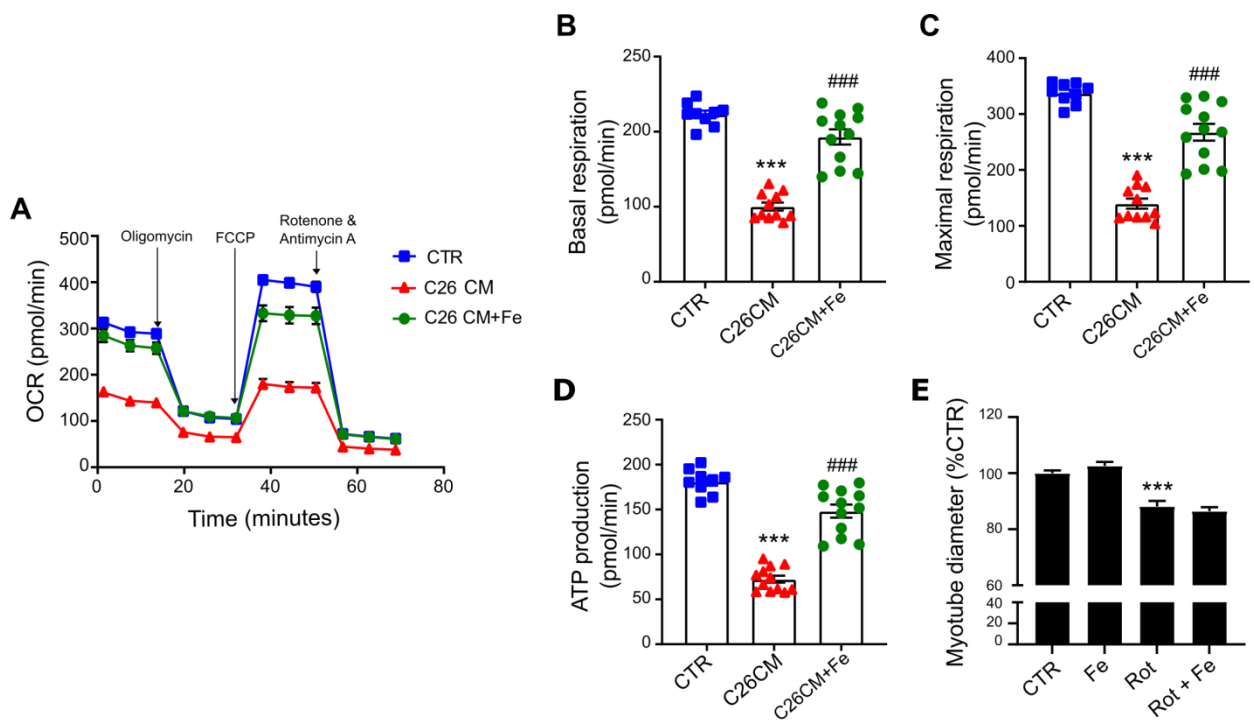 A
OCR (pmol/min)
500
400
300
200
100
0
0
20
40
60
80
Time (minutes)
Oligomycin
FCCP
Rotenone &
Antimycin A
CTR
C26 CM
C26 CM+Fe
B
Basal respiration
(pmol/min)
250
200
100
0
***
###
CTR
C26CM
C26CM+Fe
C
Maximal respiration
(pmol/min)
400
300
200
100
0
***
###
CTR
C26CM
C26CM+Fe
D
ATP production
(pmol/min)
250
200
150
100
50
0
***
###
CTR
C26CM
C26CM+Fe
E
Myotube diameter (%CTR)
120
100
80
60
40
20
0
***
CTR
Fe
Rot
Rot + Fe